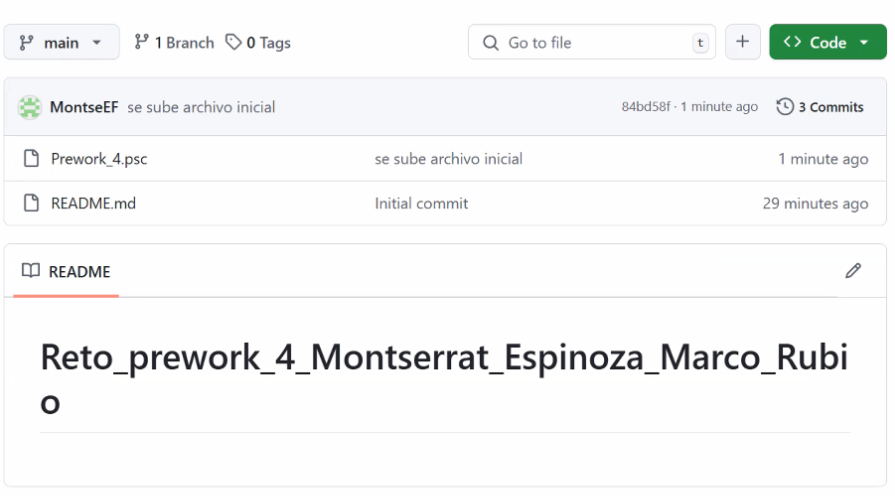 main 1 Branch 0 Tags Go to file t + Code
MontseEF se sube archivo inicial 84bd58f · 1 minute ago 3 Commits
Prework_4.psc se sube archivo inicial 1 minute ago
README.md Initial commit 29 minutes ago
README
Reto_prework_4_Montserrat_Espinoza_Marco_Rubi
o